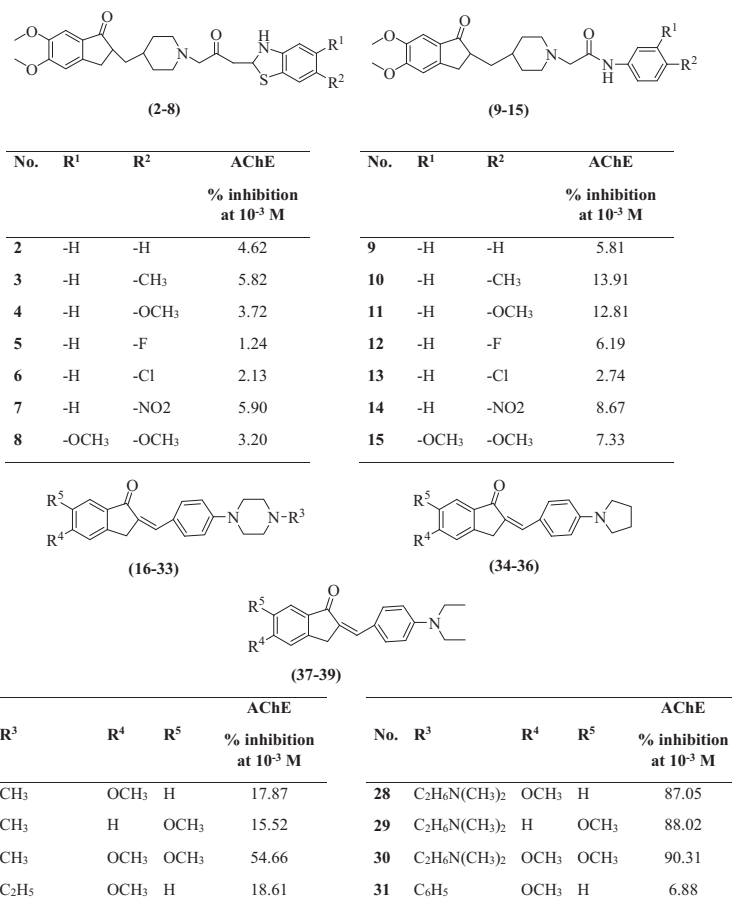 O
O
O
N
O
H
N
S
R1
R2
(2-8)
O
O
O
N
O
N
H
R1
R2
(9-15)
No. R1 R2 AChE
% inhibition
at 10-3 M
2 -H -H 4.62
3 -H -CH3 5.82
4 -H -OCH3 3.72
5 -H -F 1.24
6 -H -Cl 2.13
7 -H -NO2 5.90
8 -OCH3 -OCH3 3.20
No. R1 R2 AChE
% inhibition
at 10-3 M
9 -H -H 5.81
10 -H -CH3 13.91
11 -H -OCH3 12.81
12 -H -F 6.19
13 -H -Cl 2.74
14 -H -NO2 8.67
15 -OCH3 -OCH3 7.33
R5
R4
O
N
N-R3
(16-33)
R5
R4
O
N
(34-36)
R5
R4
O
N
(37-39)
R3 R4 R5 AChE
% inhibition
at 10-3 M
CH3 OCH3 H 17.87
CH3 H OCH3 15.52
CH3 OCH3 OCH3 54.66
C2H5 OCH3 H 18.61
No. R3 R4 R5 AChE
% inhibition
at 10-3 M
28 C2H6N(CH3)2 OCH3 H 87.05
29 C2H6N(CH3)2 H OCH3 88.02
30 C2H6N(CH3)2 OCH3 OCH3 90.31
31 C6H5 OCH3 H 6.88